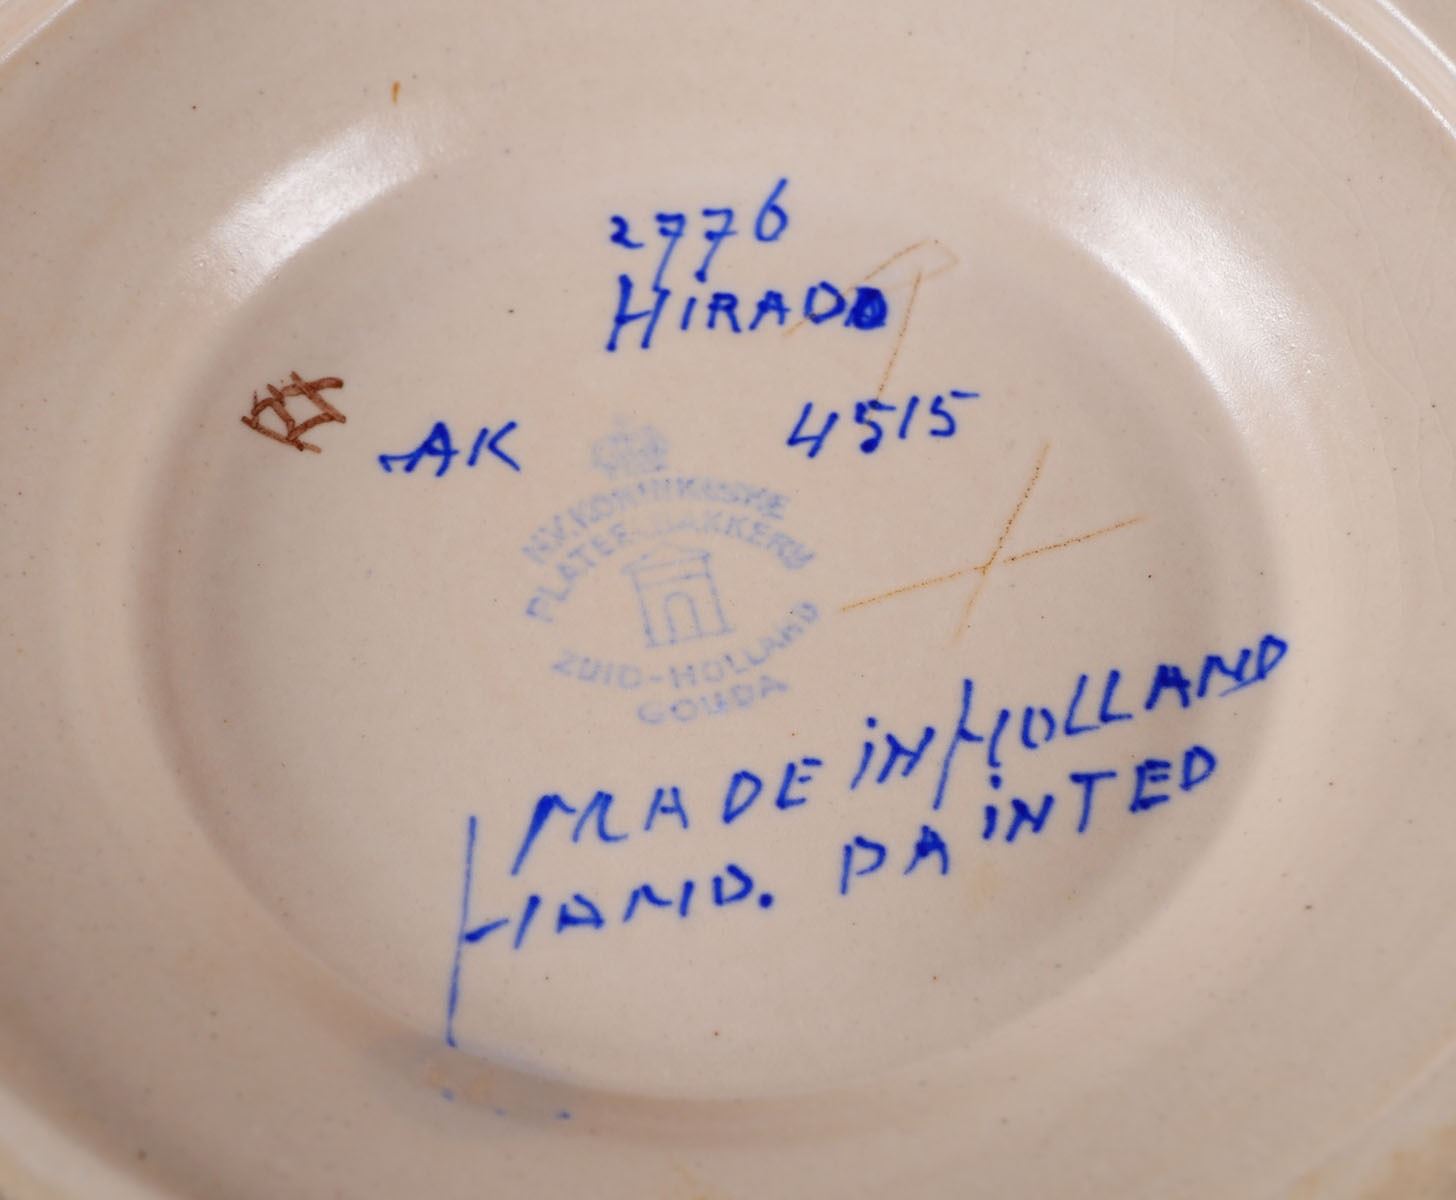 2776
HiRADO
AK
4515
N.V. KONINKLIJKE
PLATEELBAKKERIJ
ZUID-HOLLAND
GOUDA
MADE iN HOLLAND
HAND. PAiNTED